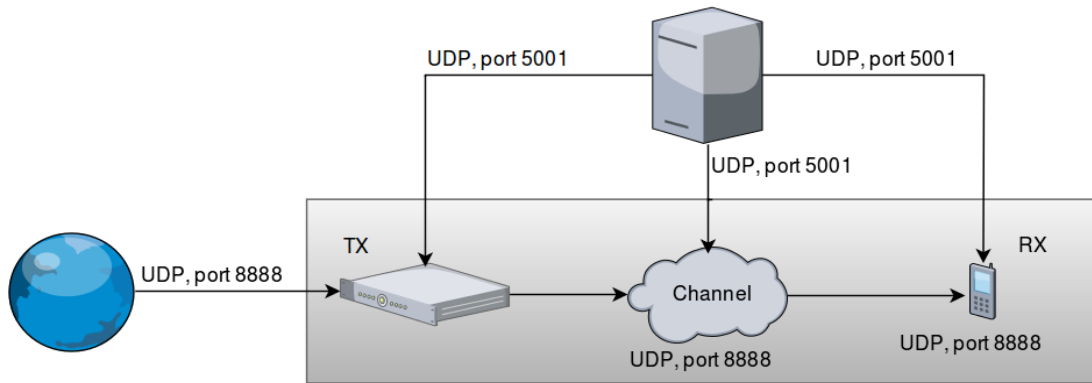 UDP, port 5001
UDP, port 5001
UDP, port 5001
TX
RX
UDP, port 8888
Channel
UDP, port 8888
UDP, port 8888